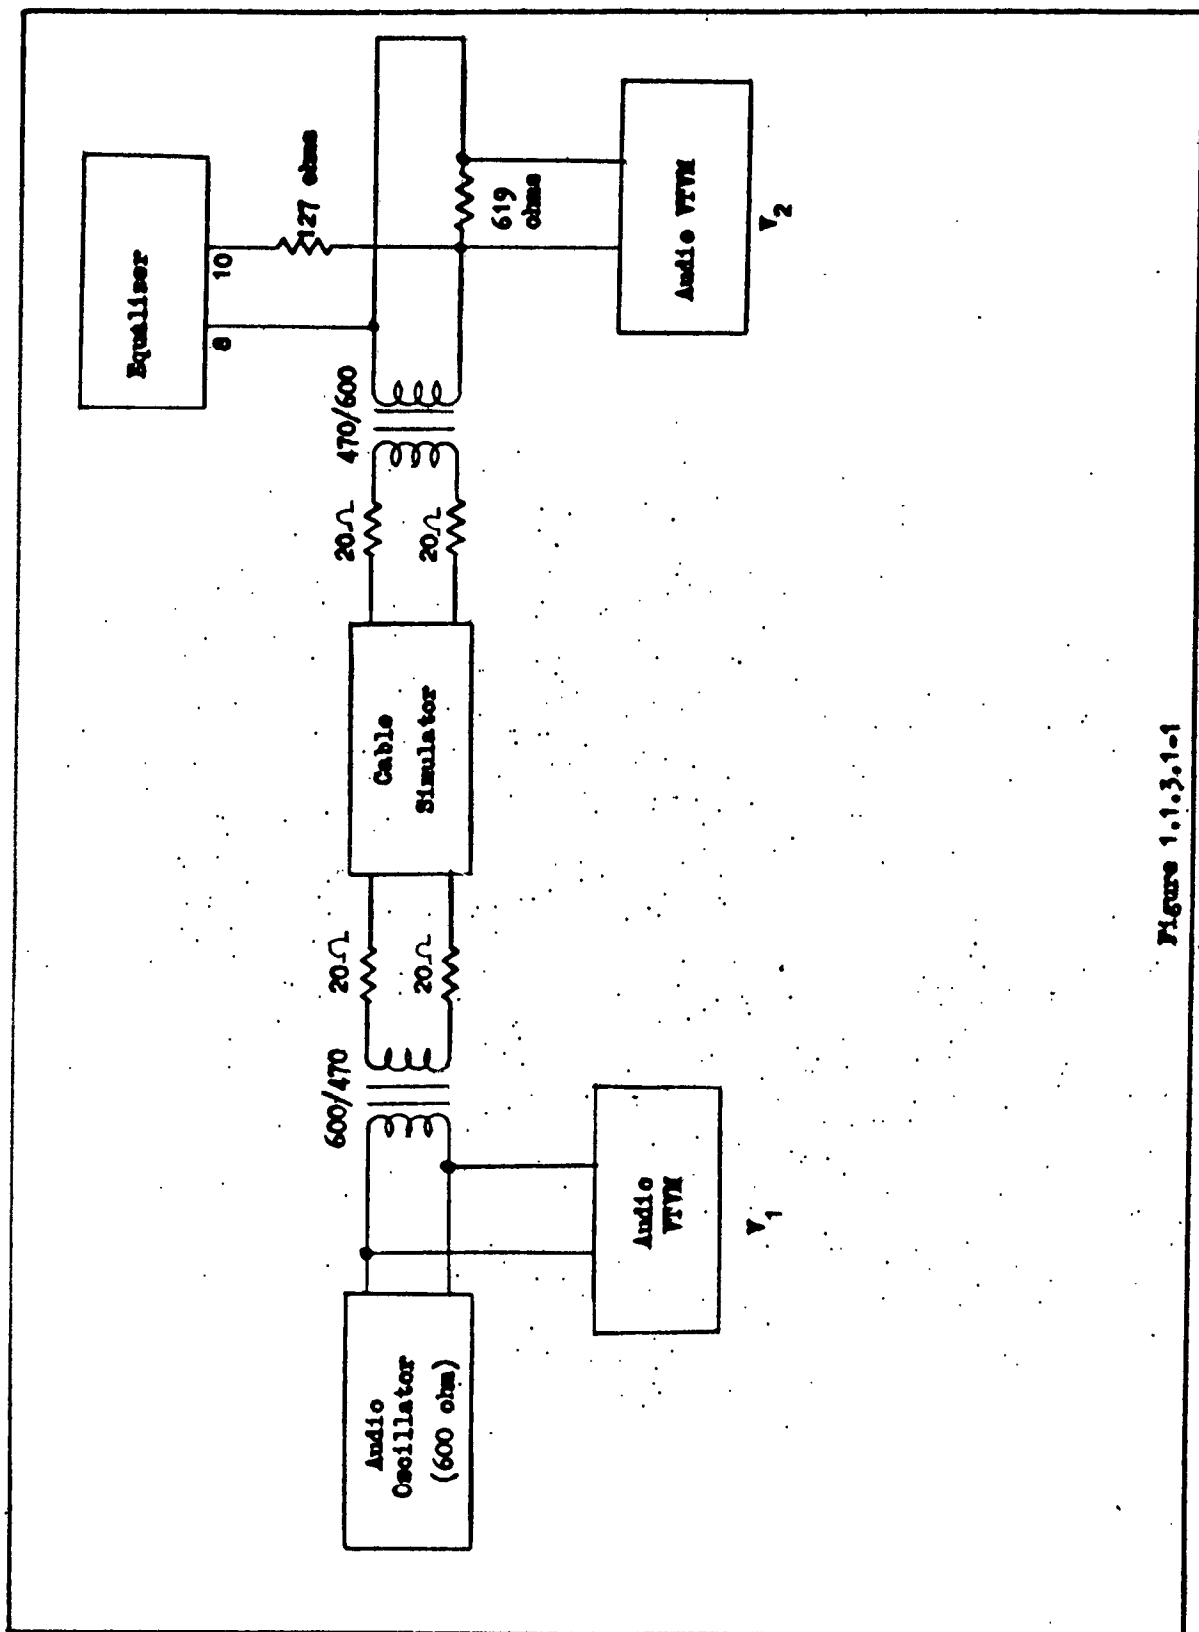 Audio
Oscillator
(600 ohm)
Audio
VTVM
V1
600/470
20Ω
20Ω
Cable
Simulator
20Ω
20Ω
470/600
Equalizer
8
10
127 ohms
619
ohms
Audio VTVM
V2
Figure 1.1.3.1-1